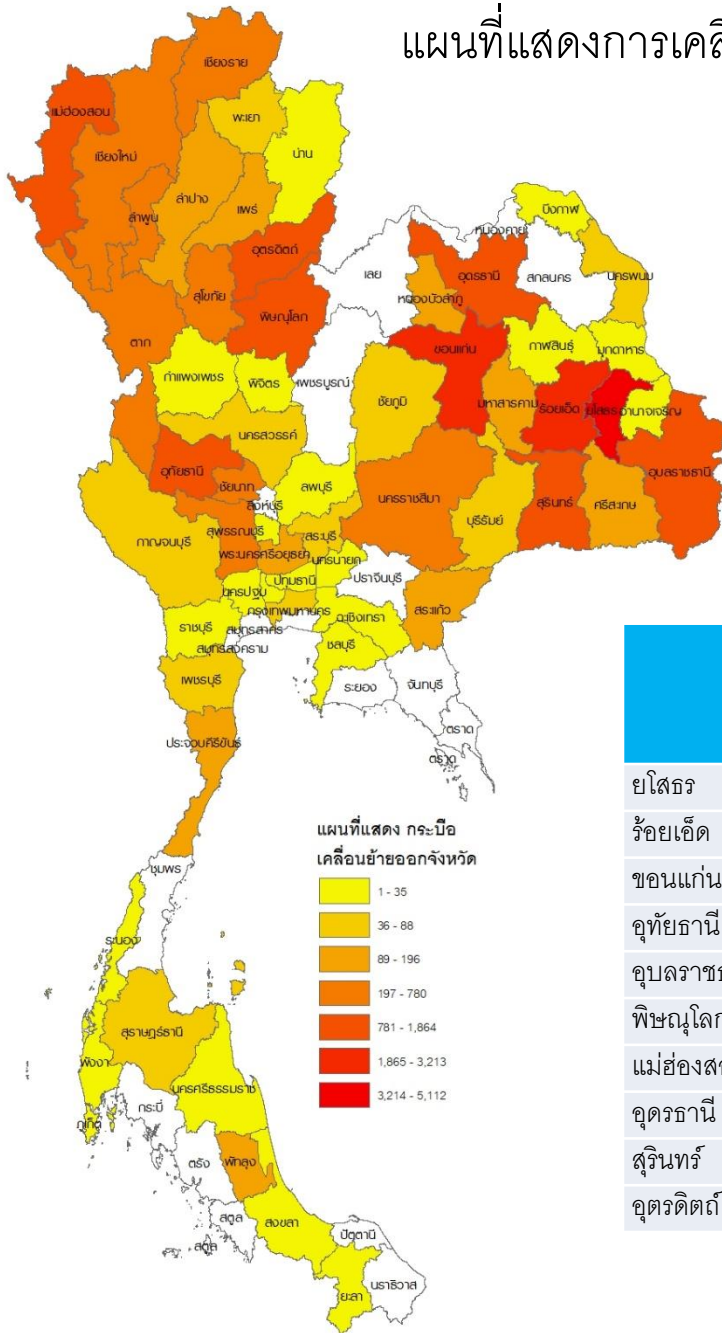 แผนที่แสดงการเคลื่
เชียงราย
แม่ฮ่องสอน
พะเยา
น่าน
เชียงใหม่
ลำปาง
ลำพูน
แพร่
บึงกาฬ
หนองคาย
อุตรดิตถ์
เลย
อุดรธานี
สกลนคร
นครพนม
สุโขทัย
หนองบัวลำภู
พิษณุโลก
ตาก
ขอนแก่น
กาฬสินธุ์
มุกดาหาร
กำแพงเพชร
พิจิตร
เพชรบูรณ์
ชัยภูมิ
มหาสารคาม
ร้อยเอ็ด
ยโสธร
อำนาจเจริญ
นครสวรรค์
อุทัยธานี
ชัยนาท
ลพบุรี
นครราชสีมา
อุบลราชธานี
สิงห์บุรี
สุรินทร์
ศรีสะเกษ
บุรีรัมย์
กาญจนบุรี
สุพรรณบุรี
สระบุรี
พระนครศรีอยุธยา
นครนายก
ปราจีนบุรี
ปทุมธานี
นครปฐม
สระแก้ว
กรุงเทพมหานคร
ฉะเชิงเทรา
ราชบุรี
สมุทรสาคร
ชลบุรี
สมุทรสงคราม
เพชรบุรี
ระยอง
จันทบุรี
ตราด
ตราด
ประจวบคีรีขันธ์
ชุมพร
ระนอง
สุราษฎร์ธานี
พังงา
นครศรีธรรมราช
กระบี่
ภูเก็ต
ตรัง
พัทลุง
สตูล
สตูล
สงขลา
ปัตตานี
ยะลา
นราธิวาส
แผนที่แสดง กระบือ
เคลื่อนย้ายออกจังหวัด
1 - 35
36 - 88
89 - 196
197 - 780
781 - 1,864
1,865 - 3,213
3,214 - 5,112
ยโสธร
ร้อยเอ็ด
ขอนแก่น
อุทัยธานี
อุบลราชธ
พิษณุโลก
แม่ฮ่องสอ
อุดรธานี
สุรินทร์
อุตรดิตถ์